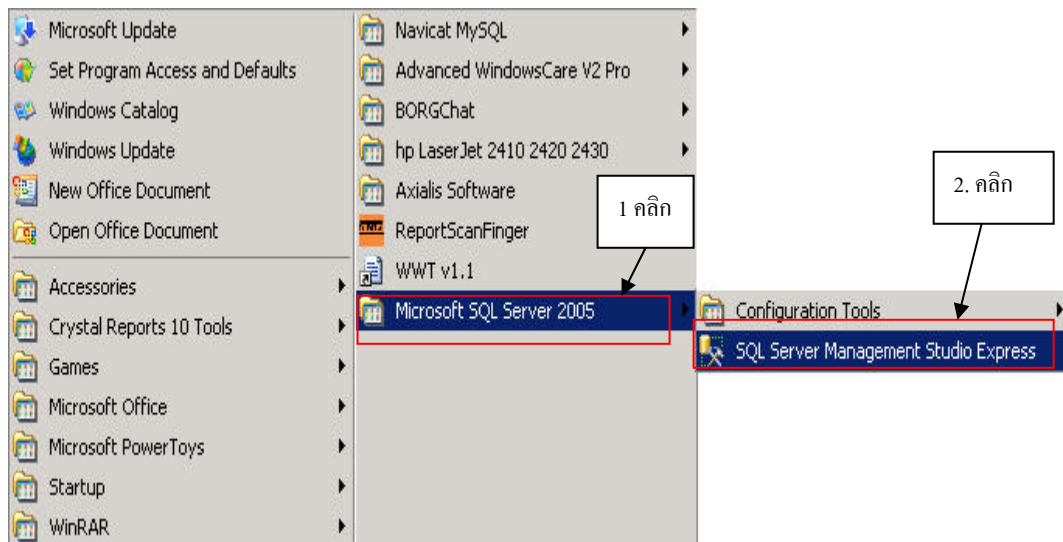 Microsoft Update
Set Program Access and Defaults
Windows Catalog
Windows Update
New Office Document
Open Office Document
Accessories
Crystal Reports 10 Tools
Games
Microsoft Office
Microsoft PowerToys
Startup
WinRAR
Navicat MySQL
Advanced WindowsCare V2 Pro
BORGChat
hp LaserJet 2410 2420 2430
Axialis Software
ReportScanFinger
WWT v1.1
Microsoft SQL Server 2005
1 คลิก
2. คลิก
Configuration Tools
SQL Server Management Studio Express